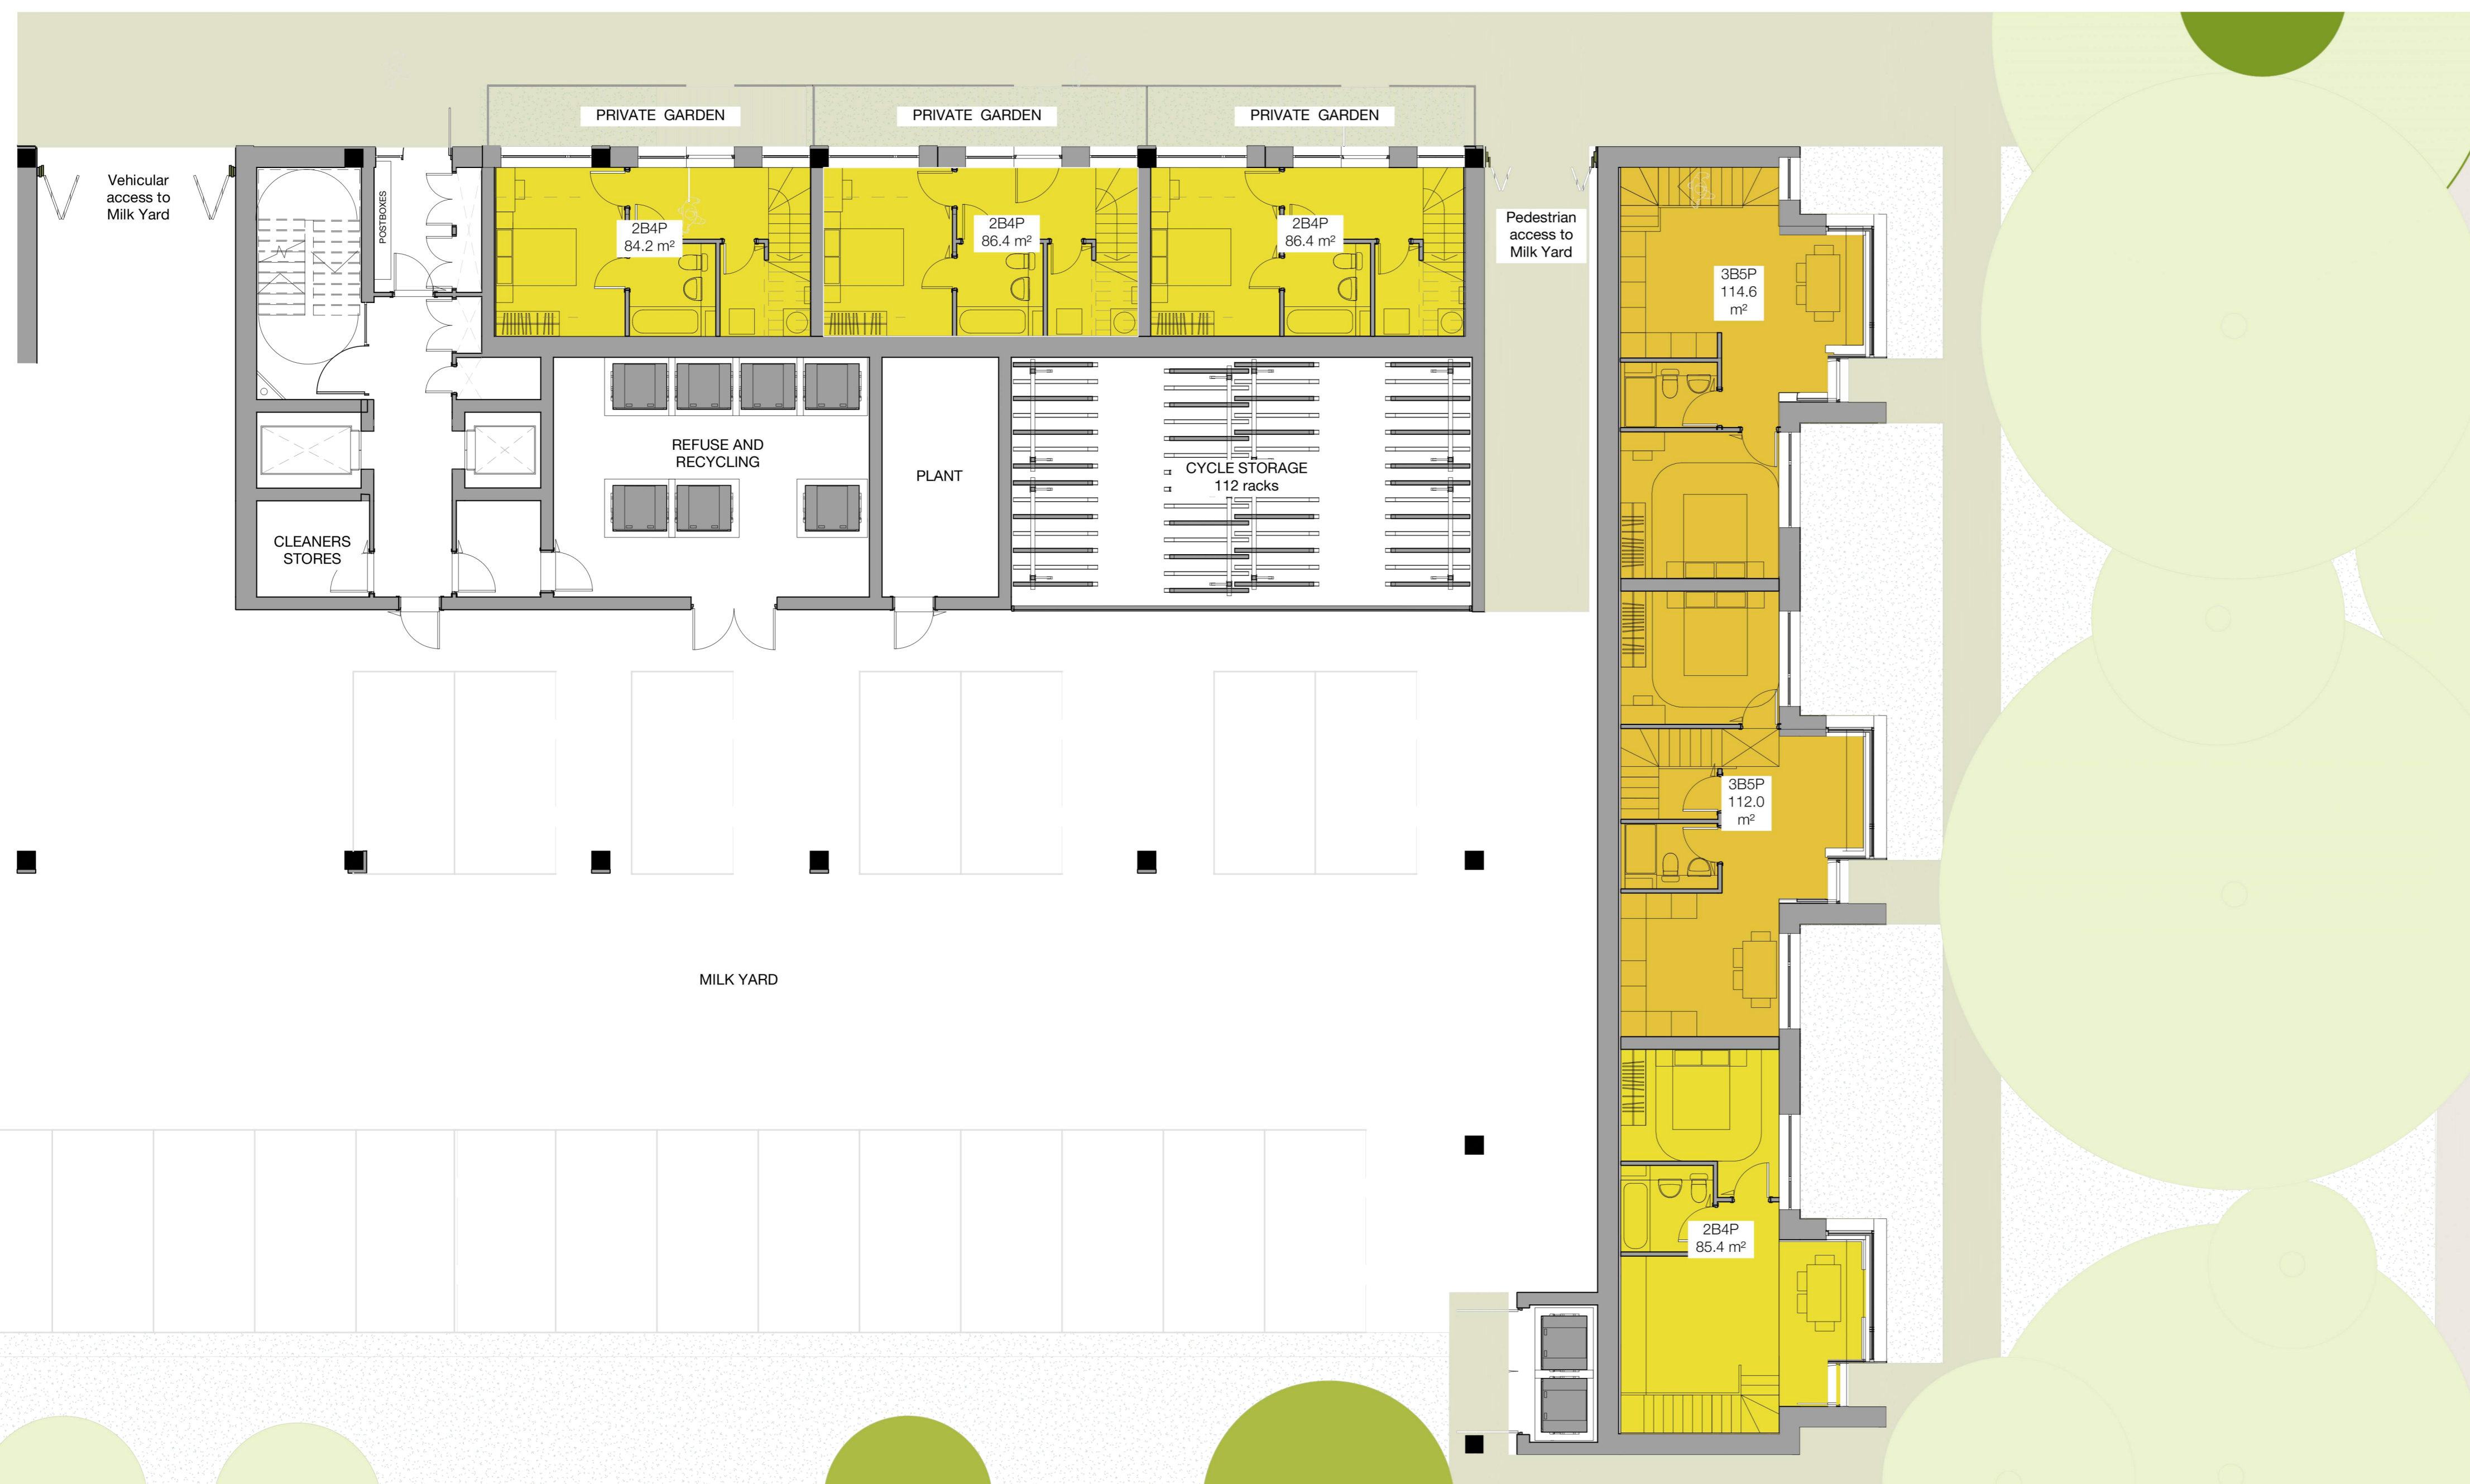 PRIVATE GARDEN
PRIVATE GARDEN
PRIVATE GARDEN
Vehicular
access to
Milk Yard
POSTBOXES
2B4P
84.2 m²
2B4P
86.4 m²
2B4P
86.4 m²
Pedestrian
access to
Milk Yard
3B5P
114.6
m²
REFUSE AND
RECYCLING
PLANT
CYCLE STORAGE
112 racks
CLEANERS
STORES
3B5P
112.0
m²
MILK YARD
2B4P
85.4 m²